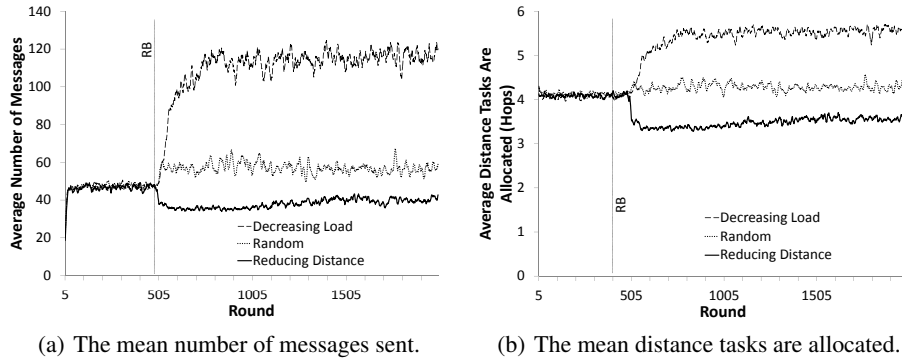 140
120
100
80
60
40
20
0
Average Number of Messages
RB
Decreasing Load
Random
Reducing Distance
5
505
1005
1505
Round
(a) The mean number of messages sent.
6
5
4
3
2
1
0
Average Distance Tasks Are
Allocated (Hops)
RB
Decreasing Load
Random
Reducing Distance
5
505
1005
1505
Round
(b) The mean distance tasks are allocated.